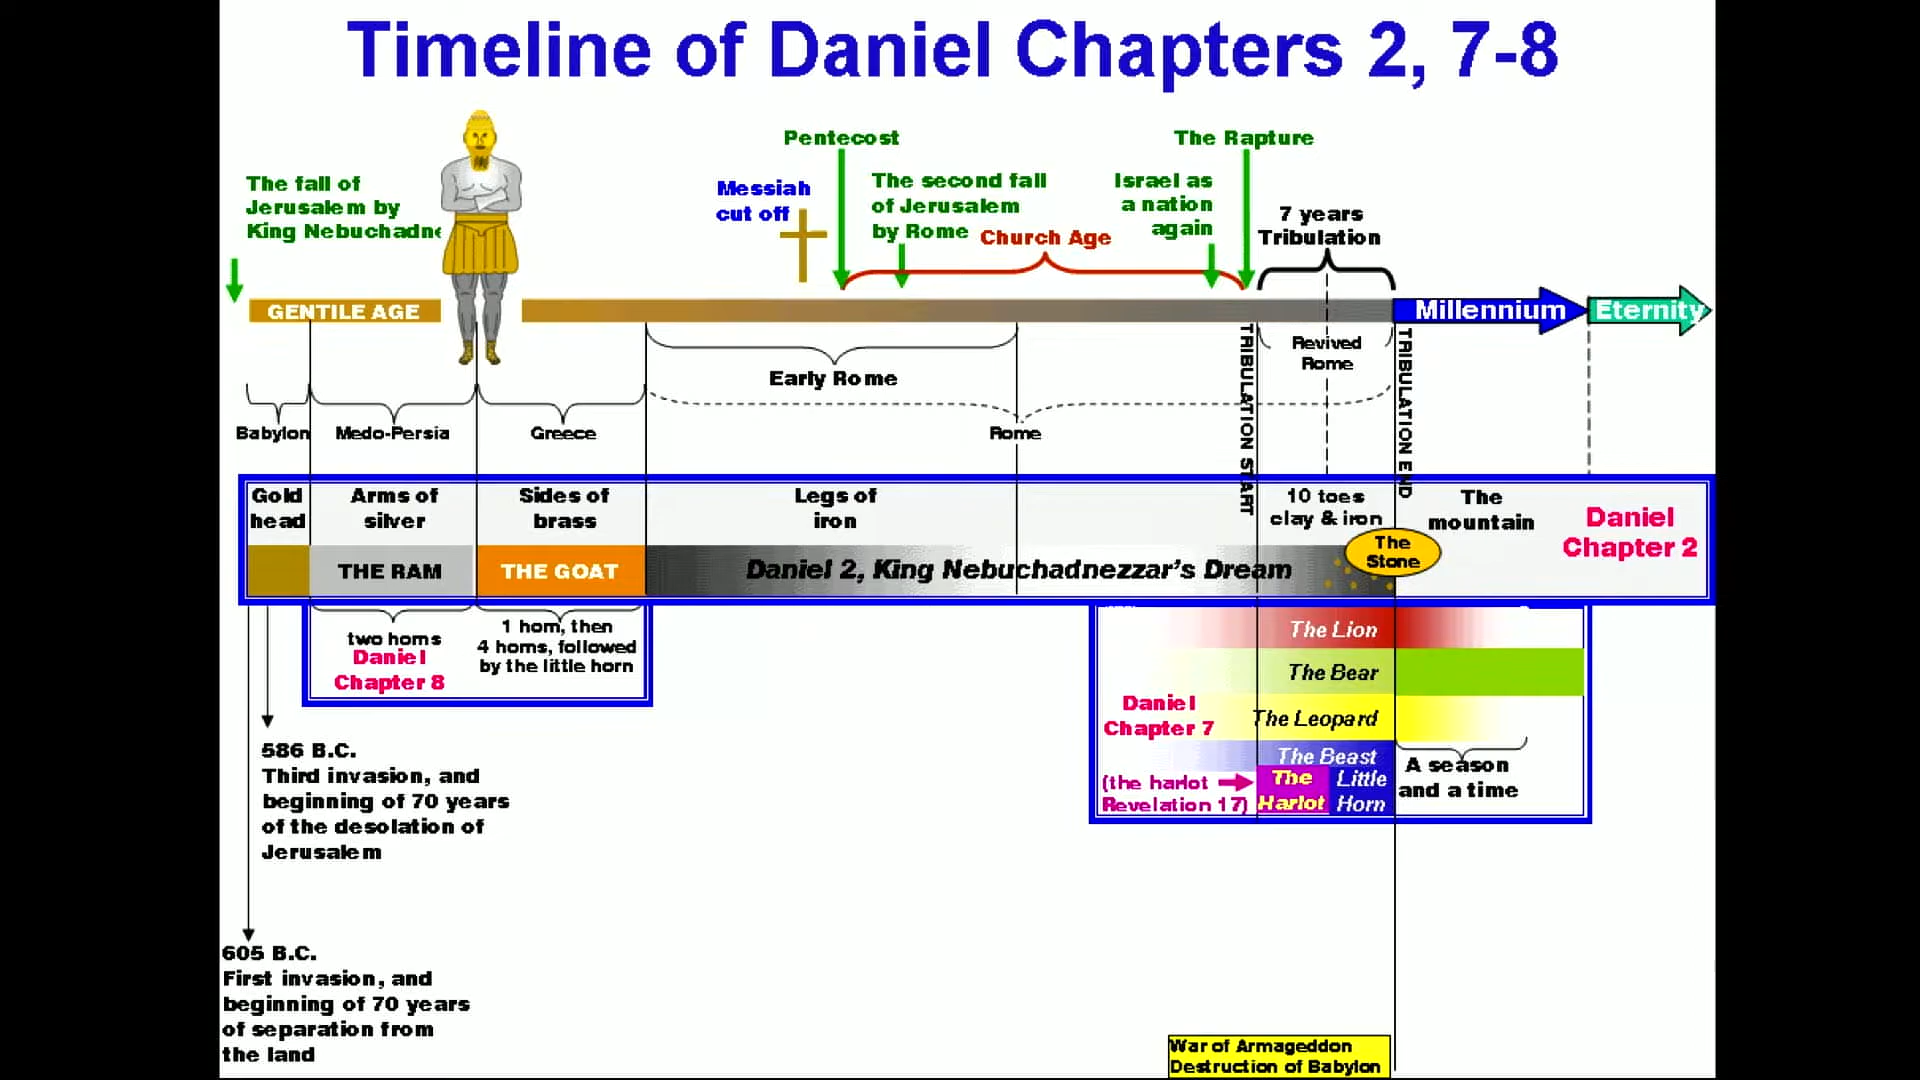 Timeline of Daniel Chapters 2, 7-8
Pentecost
The Rapture
The fall of
Jerusalem by
King Nebuchadne
Messiah
cut off
The second fall
of Jerusalem
by Rome
Church Age
Israel as
a nation
again
7 years
Tribulation
GENTILE AGE
Millennium
Eternity
Early Rome
Revived
Rome
TRIBULATION START
TRIBULATION END
Babylon
Medo-Persia
Greece
Rome
Gold
head
Arms of
silver
Sides of
brass
Legs of
iron
10 toes
clay & iron
The
mountain
Daniel
Chapter 2
The
Stone
THE RAM
THE GOAT
Daniel 2, King Nebuchadnezzar's Dream
two horns
Daniel
Chapter 8
1 horn, then
4 horns, followed
by the little horn
The Lion
The Bear
The Leopard
Daniel
Chapter 7
The Beast
(the harlot
Revelation 17)
The
Harlot
Little
Horn
A season
and a time
586 B.C.
Third invasion, and
beginning of 70 years
of the desolation of
Jerusalem
605 B.C.
First invasion, and
beginning of 70 years
of separation from
the land
War of Armageddon
Destruction of Babylon